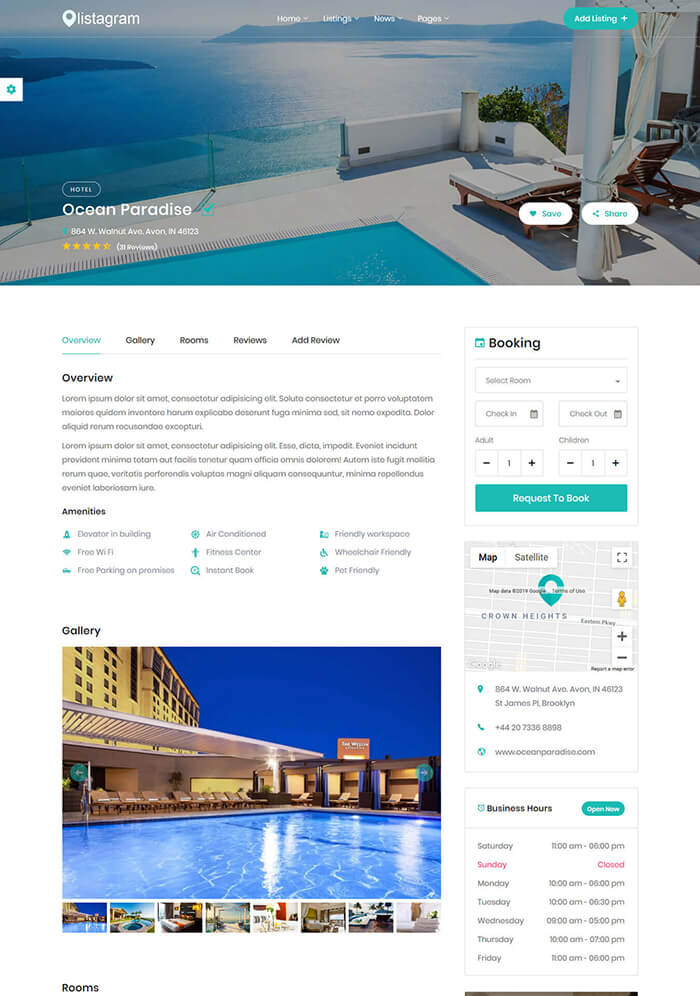 listagram
Home Listings News Pages
Add Listing +
HOTEL
Ocean Paradise
864 W. Walnut Ave. Avon, IN 46123
(31 Reviews)
Save Share
Overview Gallery Rooms Reviews Add Review
Overview
Lorem ipsum dolor sit amet, consectetur adipisicing elit. Soluta consectetur et porro voluptatem
maiores quidem inventore harum explicabo deserunt fuga minima sed, sit nemo expedita. Dolor
aliquid rerum recusandae excepturi.
Lorem ipsum dolor sit amet, consectetur adipisicing elit. Esse, dicta, impedit. Eveniet incidunt
provident minima totam aut facilis tenetur quam officia omnis dolorem! Autem iste fugit mollitia
rerum quae, veritatis perferendis voluptas magni aliquam consequuntur, minima repellendus
eveniet laboriosam iure.
Amenities
Elevator in building Air Conditioned Friendly workspace
Free Wi Fi Fitness Center Wheelchair Friendly
Free Parking on premises Instant Book Pet Friendly
Gallery
THE WESTIN
Rooms
Booking
Select Room
Check In Check Out
Adult Children
- 1 + - 1 +
Request To Book
Map Satellite
Map data ©2019 Google Terms of Use
CROWN HEIGHTS
Eastern Pkwy
+
−
Google
Report a map error
864 W. Walnut Ave. Avon, IN 46123
St James Pl, Brooklyn
+44 20 7336 8898
www.oceanparadise.com
Business Hours Open Now
Saturday 11:00 am - 06:00 pm
Sunday Closed
Monday 10:00 am - 06:00 pm
Tuesday 10:00 am - 06:30 pm
Wednesday 09:00 am - 05:00 pm
Thursday 10:00 am - 07:00 pm
Friday 11:00 am - 06:00 pm